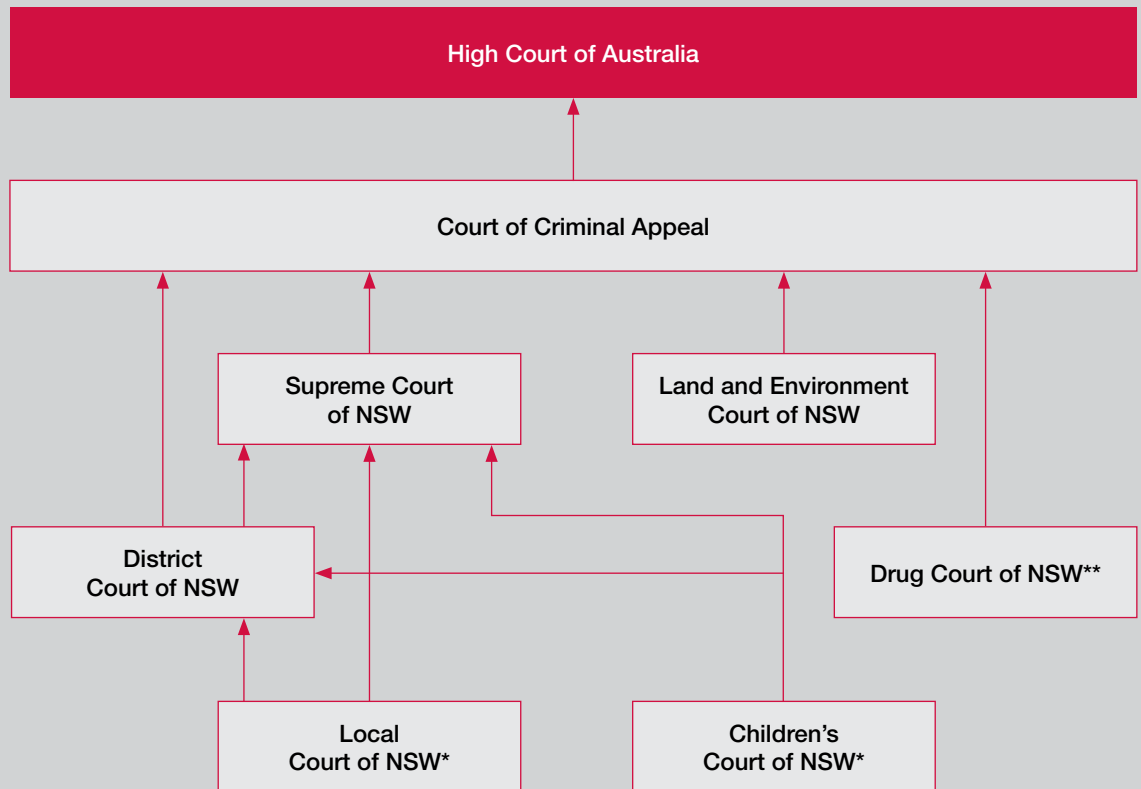 High Court of Australia
Court of Criminal Appeal
Supreme Court
of NSW
Land and Environment
Court of NSW
District
Court of NSW
Drug Court of NSW**
Local
Court of NSW*
Children’s
Court of NSW*